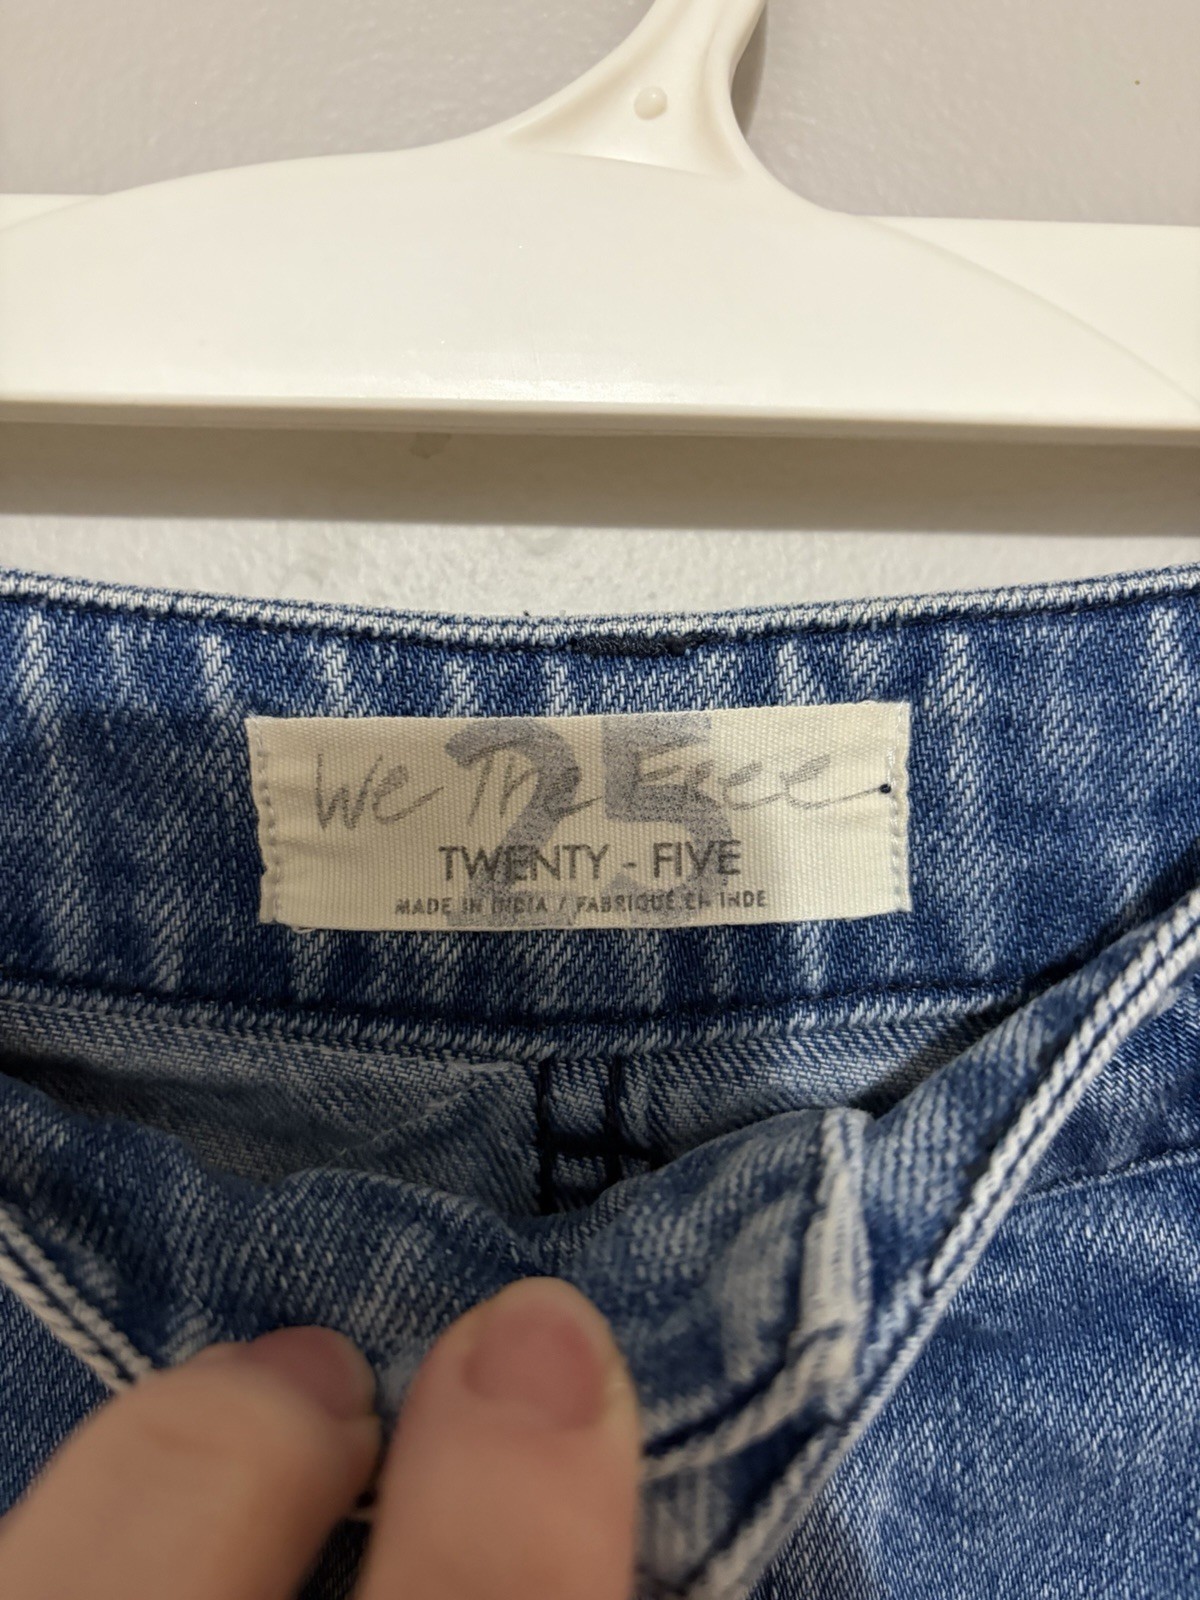 25
We The Free
TWENTY - FIVE
MADE IN INDIA / FABRIQUÉ EN INDE